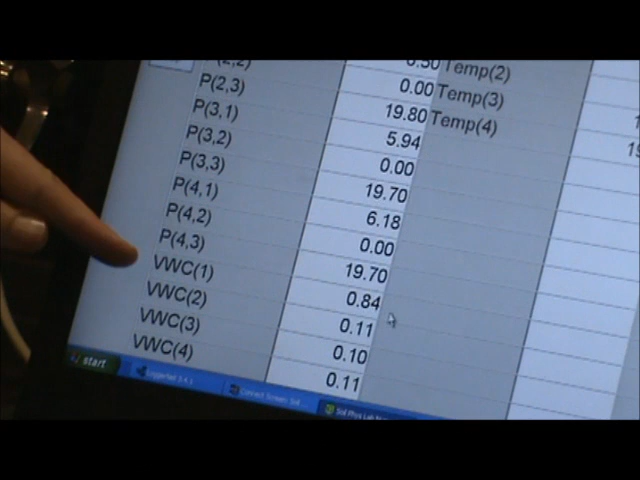 (2,2) 0.00 Temp(3)
P(2,3) 19.80 Temp(4)
P(3,1) 5.94
P(3,2) 0.00
P(3,3) 19.70
P(4,1) 6.18
P(4,2) 0.00
P(4,3) 19.70
VWC(1) 0.84
VWC(2) 0.11
VWC(3) 0.10
VWC(4) 0.11
Temp(2)
start